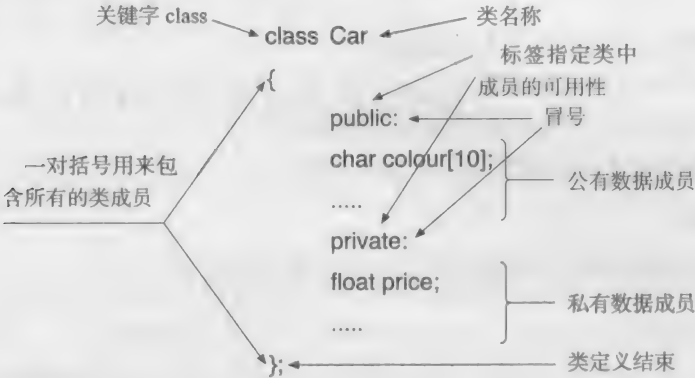 关键字 class
class Car
类名称
标签指定类中
成员的可用性
{
public:
冒号
char colour[10];
一对括号用来包
含所有的类成员
公有数据成员
.....
private:
float price;
私有数据成员
.....
};
类定义结束